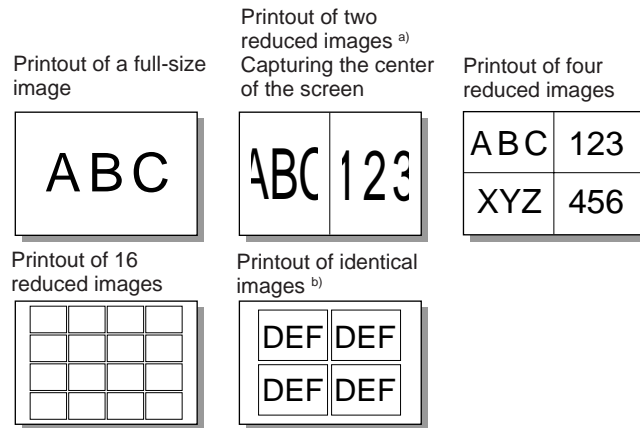 Printout of a full-size
image
ABC
Printout of two
reduced images a)
Capturing the center
of the screen
ABC 123
Printout of four
reduced images
ABC 123
XYZ 456
Printout of 16
reduced images
Printout of identical
images b)
DEF DEF
DEF DEF